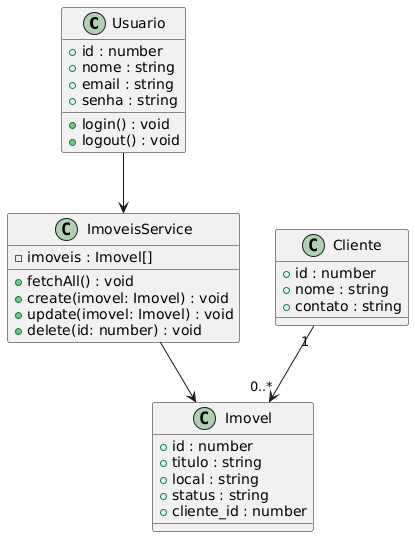 C Usuario
id : number
nome : string
email : string
senha : string
login() : void
logout() : void
C ImoveisService
imoveis : Imovel[]
fetchAll() : void
create(imovel: Imovel) : void
update(imovel: Imovel) : void
delete(id: number) : void
C Cliente
id : number
nome : string
contato : string
1
0..*
C Imovel
id : number
titulo : string
local : string
status : string
cliente_id : number